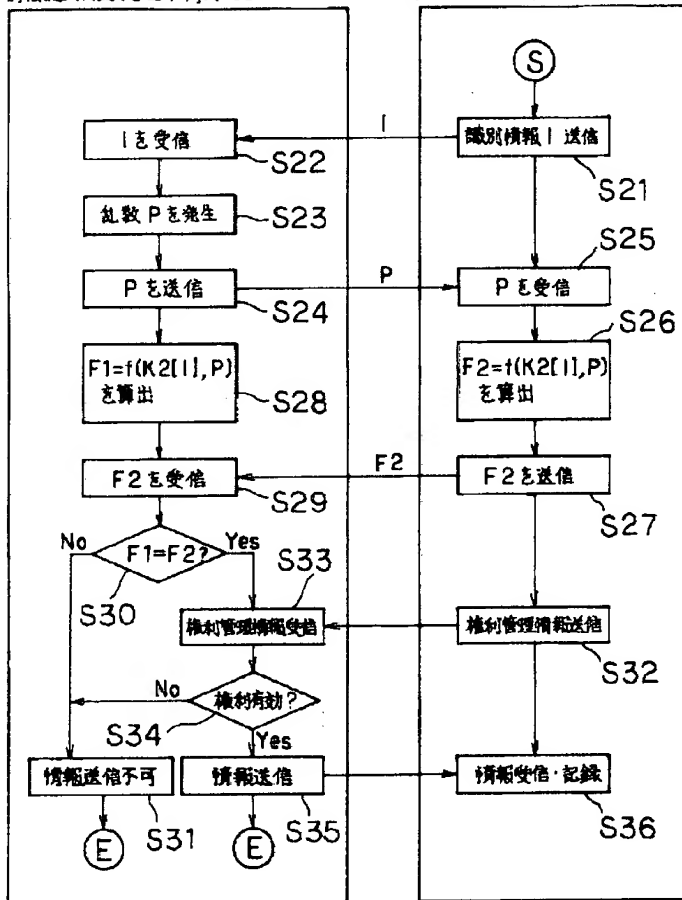 S
Iを受信
I
識別情報I送信
S22
S21
乱数Pを発生
S23
S25
Pを送信
P
Pを受信
S24
S26
F1=f(K2[I],P)
を算出
F2=f(K2[I],P)
を算出
S28
F2を受信
F2
F2を送信
S29
S27
No
F1=F2?
Yes
S33
S30
権利管理情報受信
権利管理情報送信
S32
No
権利有効?
S34
Yes
情報送信不可
情報送信
情報受信・記録
S31
S35
S36
E
E